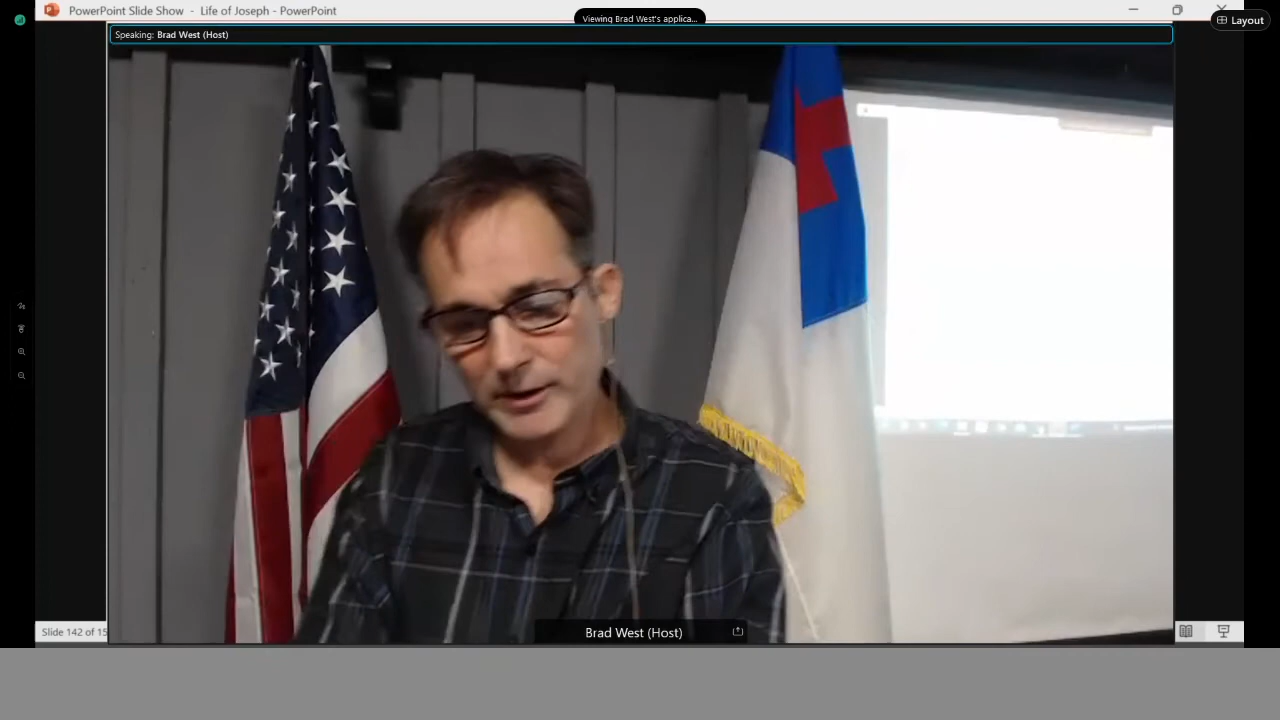 PowerPoint Slide Show - Life of Joseph - PowerPoint
Viewing Brad West's applica...
Layout
Speaking: Brad West (Host)
Brad West (Host)
Slide 142 of 15